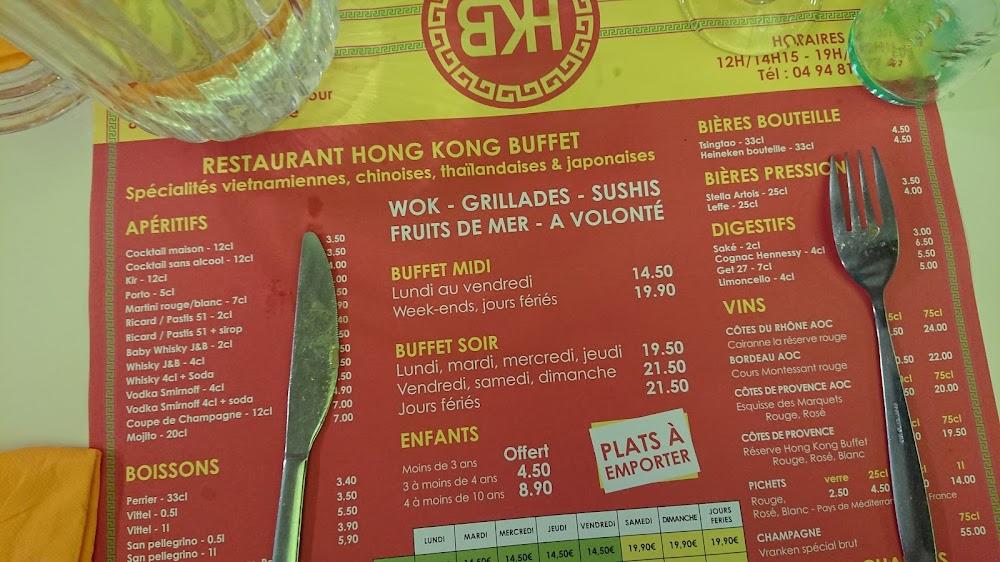 HKB
HORAIRES
12H/14H15 - 19H/
Tél : 04 94 81
RESTAURANT HONG KONG BUFFET
Spécialités vietnamiennes, chinoises, thaïlandaises & japonaises
WOK - GRILLADES - SUSHIS
FRUITS DE MER - A VOLONTÉ
APÉRITIFS
Cocktail maison - 12cl 3.50
Cocktail sans alcool - 12cl
Kir - 12cl
Porto - 5cl
Martini rouge/blanc - 7cl
Ricard / Pastis 51 - 2cl
Ricard / Pastis 51 + sirop
Baby Whisky J&B - 2cl
Whisky J&B - 4cl
Whisky 4cl + Soda
Vodka Smirnoff - 4cl
Vodka Smirnoff 4cl + soda
Coupe de Champagne - 12cl 7.00
Mojito - 20cl 7.00
BOISSONS
Perrier - 33cl 3.40
Vittel - 0.5l 3.50
Vittel - 1l 5.50
San pellegrino - 0.5l 3.90
San pellegrino - 1l 5,90
BUFFET MIDI
Lundi au vendredi 14.50
Week-ends, jours fériés 19.90
BUFFET SOIR
Lundi, mardi, mercredi, jeudi 19.50
Vendredi, samedi, dimanche 21.50
Jours fériés 21.50
ENFANTS
Moins de 3 ans Offert
3 à moins de 4 ans 4.50
4 à moins de 10 ans 8.90
PLATS À
EMPORTER
LUNDI MARDI MERCREDI JEUDI VENDREDI SAMEDI DIMANCHE JOURS FERIES
14,50€ 14,50€ 14,50€ 14,50€ 19,90€ 19,90€ 19,90€
BIÈRES BOUTEILLE
Tsingtao - 33cl 4.50
Heineken bouteille - 33cl 4.50
BIÈRES PRESSION
Stella Artois - 25cl 3.50
Leffe - 25cl 4.00
DIGESTIFS
Saké - 2cl 3.00
Cognac Hennessy - 4cl 6.50
Get 27 - 7cl 5.50
Limoncello - 4cl 5.00
VINS
75cl
CÔTES DU RHÔNE AOC 24.00
Cairanne la réserve rouge
BORDEAU AOC 22.00
Cours Montessant rouge
75cl
CÔTES DE PROVENCE AOC 20.00
Esquisse des Marquets
Rouge, Rosé
75cl
CÔTES DE PROVENCE 19.50
Réserve Hong Kong Buffet
Rouge, Rosé, Blanc
PICHETS verre 25cl 1l
Rouge, 2.50 4.50 14.00
Rosé, Blanc - Pays de Méditerran France
75cl
CHAMPAGNE 55.00
Vranken spécial brut